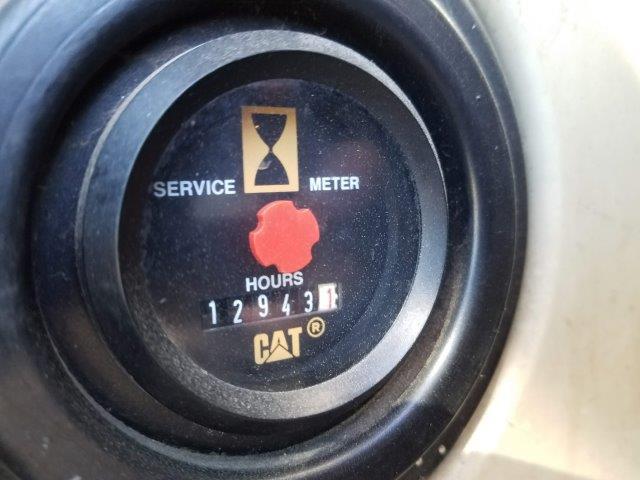 SERVICE METER
HOURS
129431
CAT®